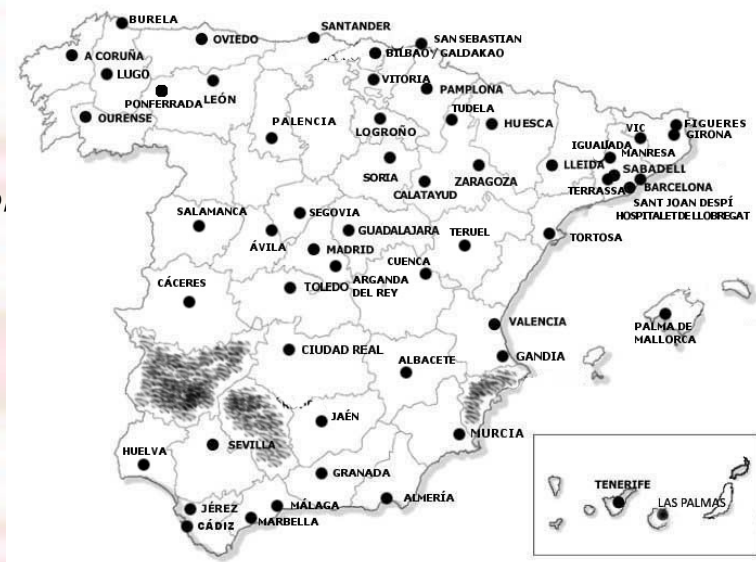 BURELA
SANTANDER
OVIEDO
SAN SEBASTIAN
BILBAO / GALDAKAO
A CORUÑA
LUGO
VITORIA
PAMPLONA
LEÓN
PONFERRADA
TUDELA
OURENSE
PALENCIA
LOGROÑO
HUESCA
VIC
FIGUERES
GIRONA
IGUALADA
MANRESA
LLEIDA
SABADELL
SORIA
ZARAGOZA
TERRASSA
BARCELONA
CALATAYUD
SANT JOAN DESPÍ
HOSPITALET DE LLOBREGAT
SALAMANCA
SEGOVIA
GUADALAJARA
TERUEL
TORTOSA
ÁVILA
MADRID
CUENCA
CÁCERES
TOLEDO
ARGANDA
DEL REY
VALENCIA
PALMA DE
MALLORCA
CIUDAD REAL
ALBACETE
GANDIA
JAÉN
MURCIA
HUELVA
SEVILLA
GRANADA
TENERIFE
JÉREZ
MÁLAGA
ALMERÍA
LAS PALMAS
CÁDIZ
MARBELLA